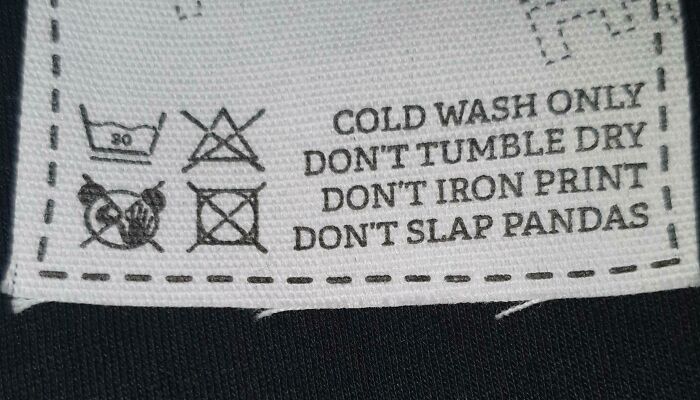 30
COLD WASH ONLY
DON'T TUMBLE DRY
DON'T IRON PRINT
DON'T SLAP PANDAS